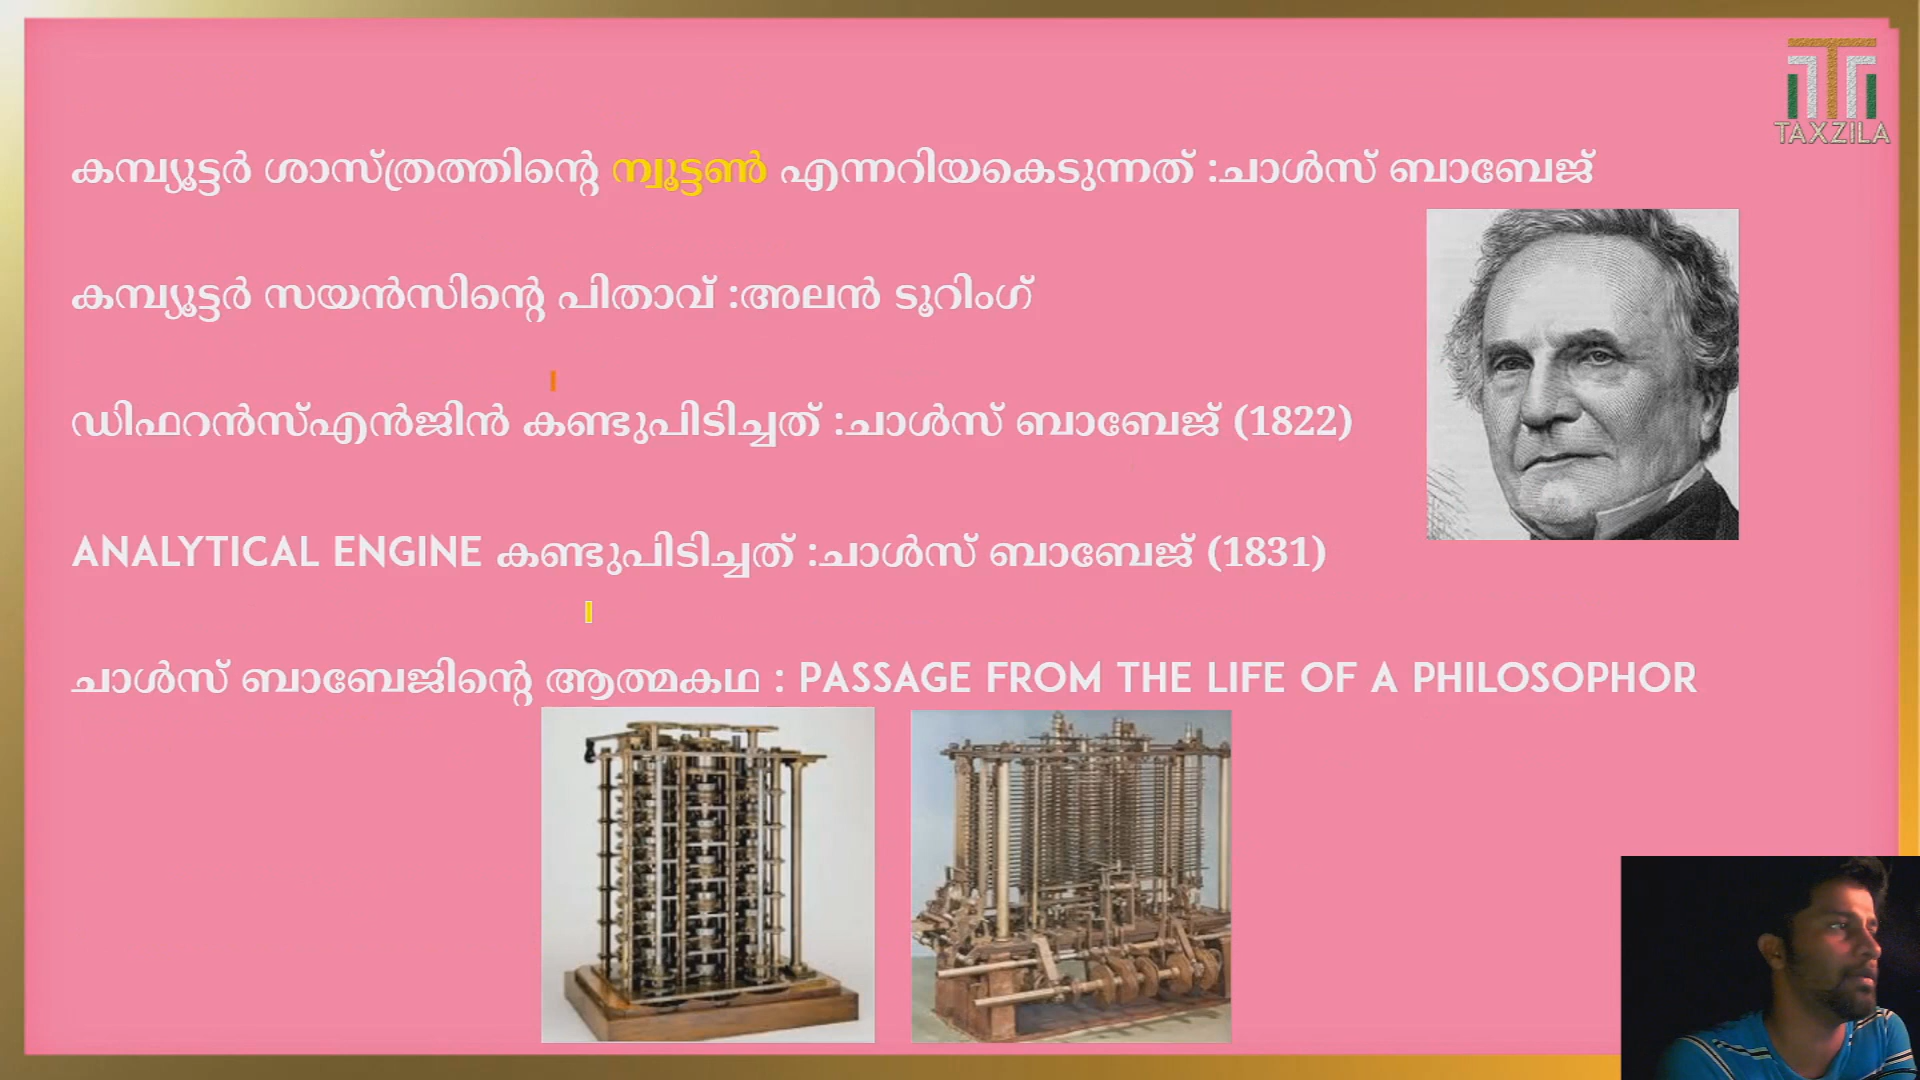 TAXZILA
കമ്പ്യൂട്ടർ ശാസ്ത്രത്തിന്റെ ന്വൂട്ടൺ എന്നറിയകെടുന്നത് :ചാൾസ് ബാബേജ്
കമ്പ്യൂട്ടർ സയൻസിന്റെ പിതാവ് :അലൻ ടൂറിംഗ്
ഡിഫറൻസ്എൻജിൻ കണ്ടുപിടിച്ചത് :ചാൾസ് ബാബേജ് (1822)
ANALYTICAL ENGINE കണ്ടുപിടിച്ചത് :ചാൾസ് ബാബേജ് (1831)
ചാൾസ് ബാബേജിന്റെ ആത്മകഥ : PASSAGE FROM THE LIFE OF A PHILOSOPHOR